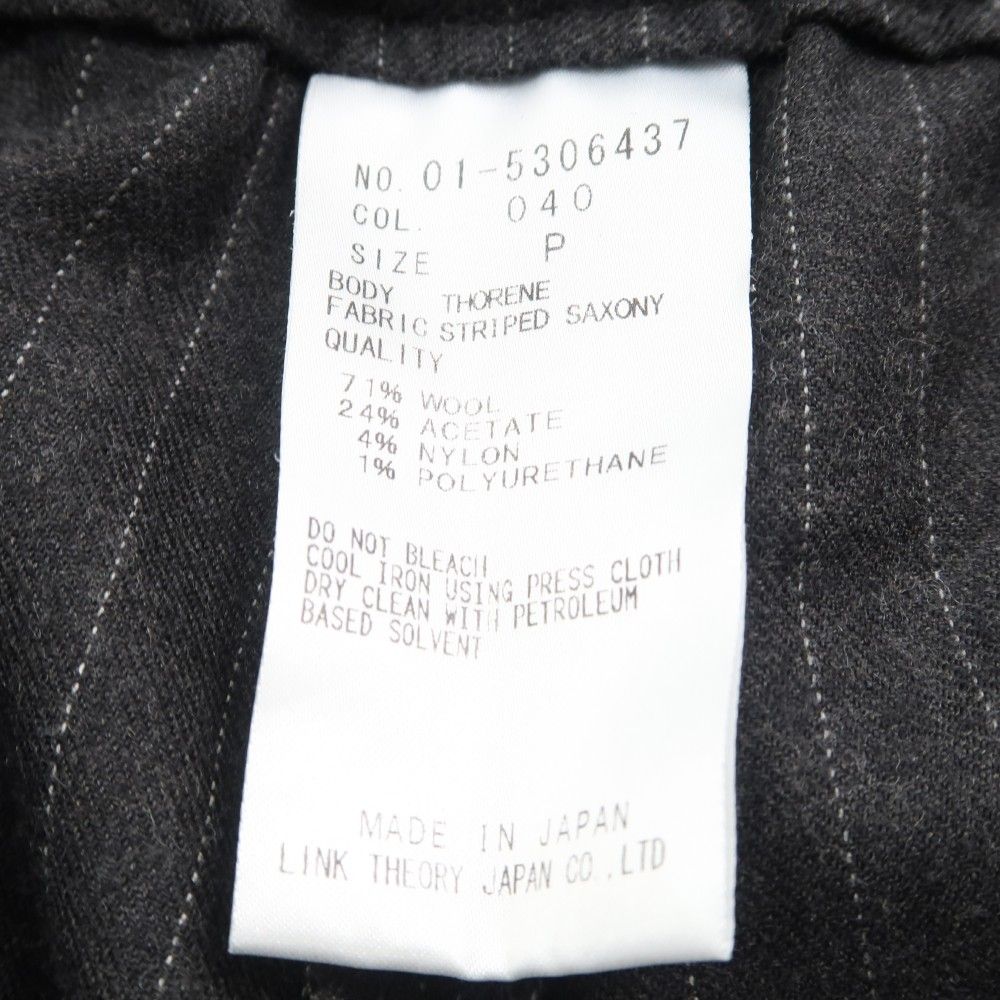 NO. 01-5306437
COL. 040
SIZE P
BODY THORENE
FABRIC STRIPED SAXONY
QUALITY
71% WOOL
24% ACETATE
4% NYLON
1% POLYURETHANE
DO NOT BLEACH
COOL IRON USING PRESS CLOTH
DRY CLEAN WITH PETROLEUM
BASED SOLVENT
MADE IN JAPAN
LINK THEORY JAPAN CO.,LTD